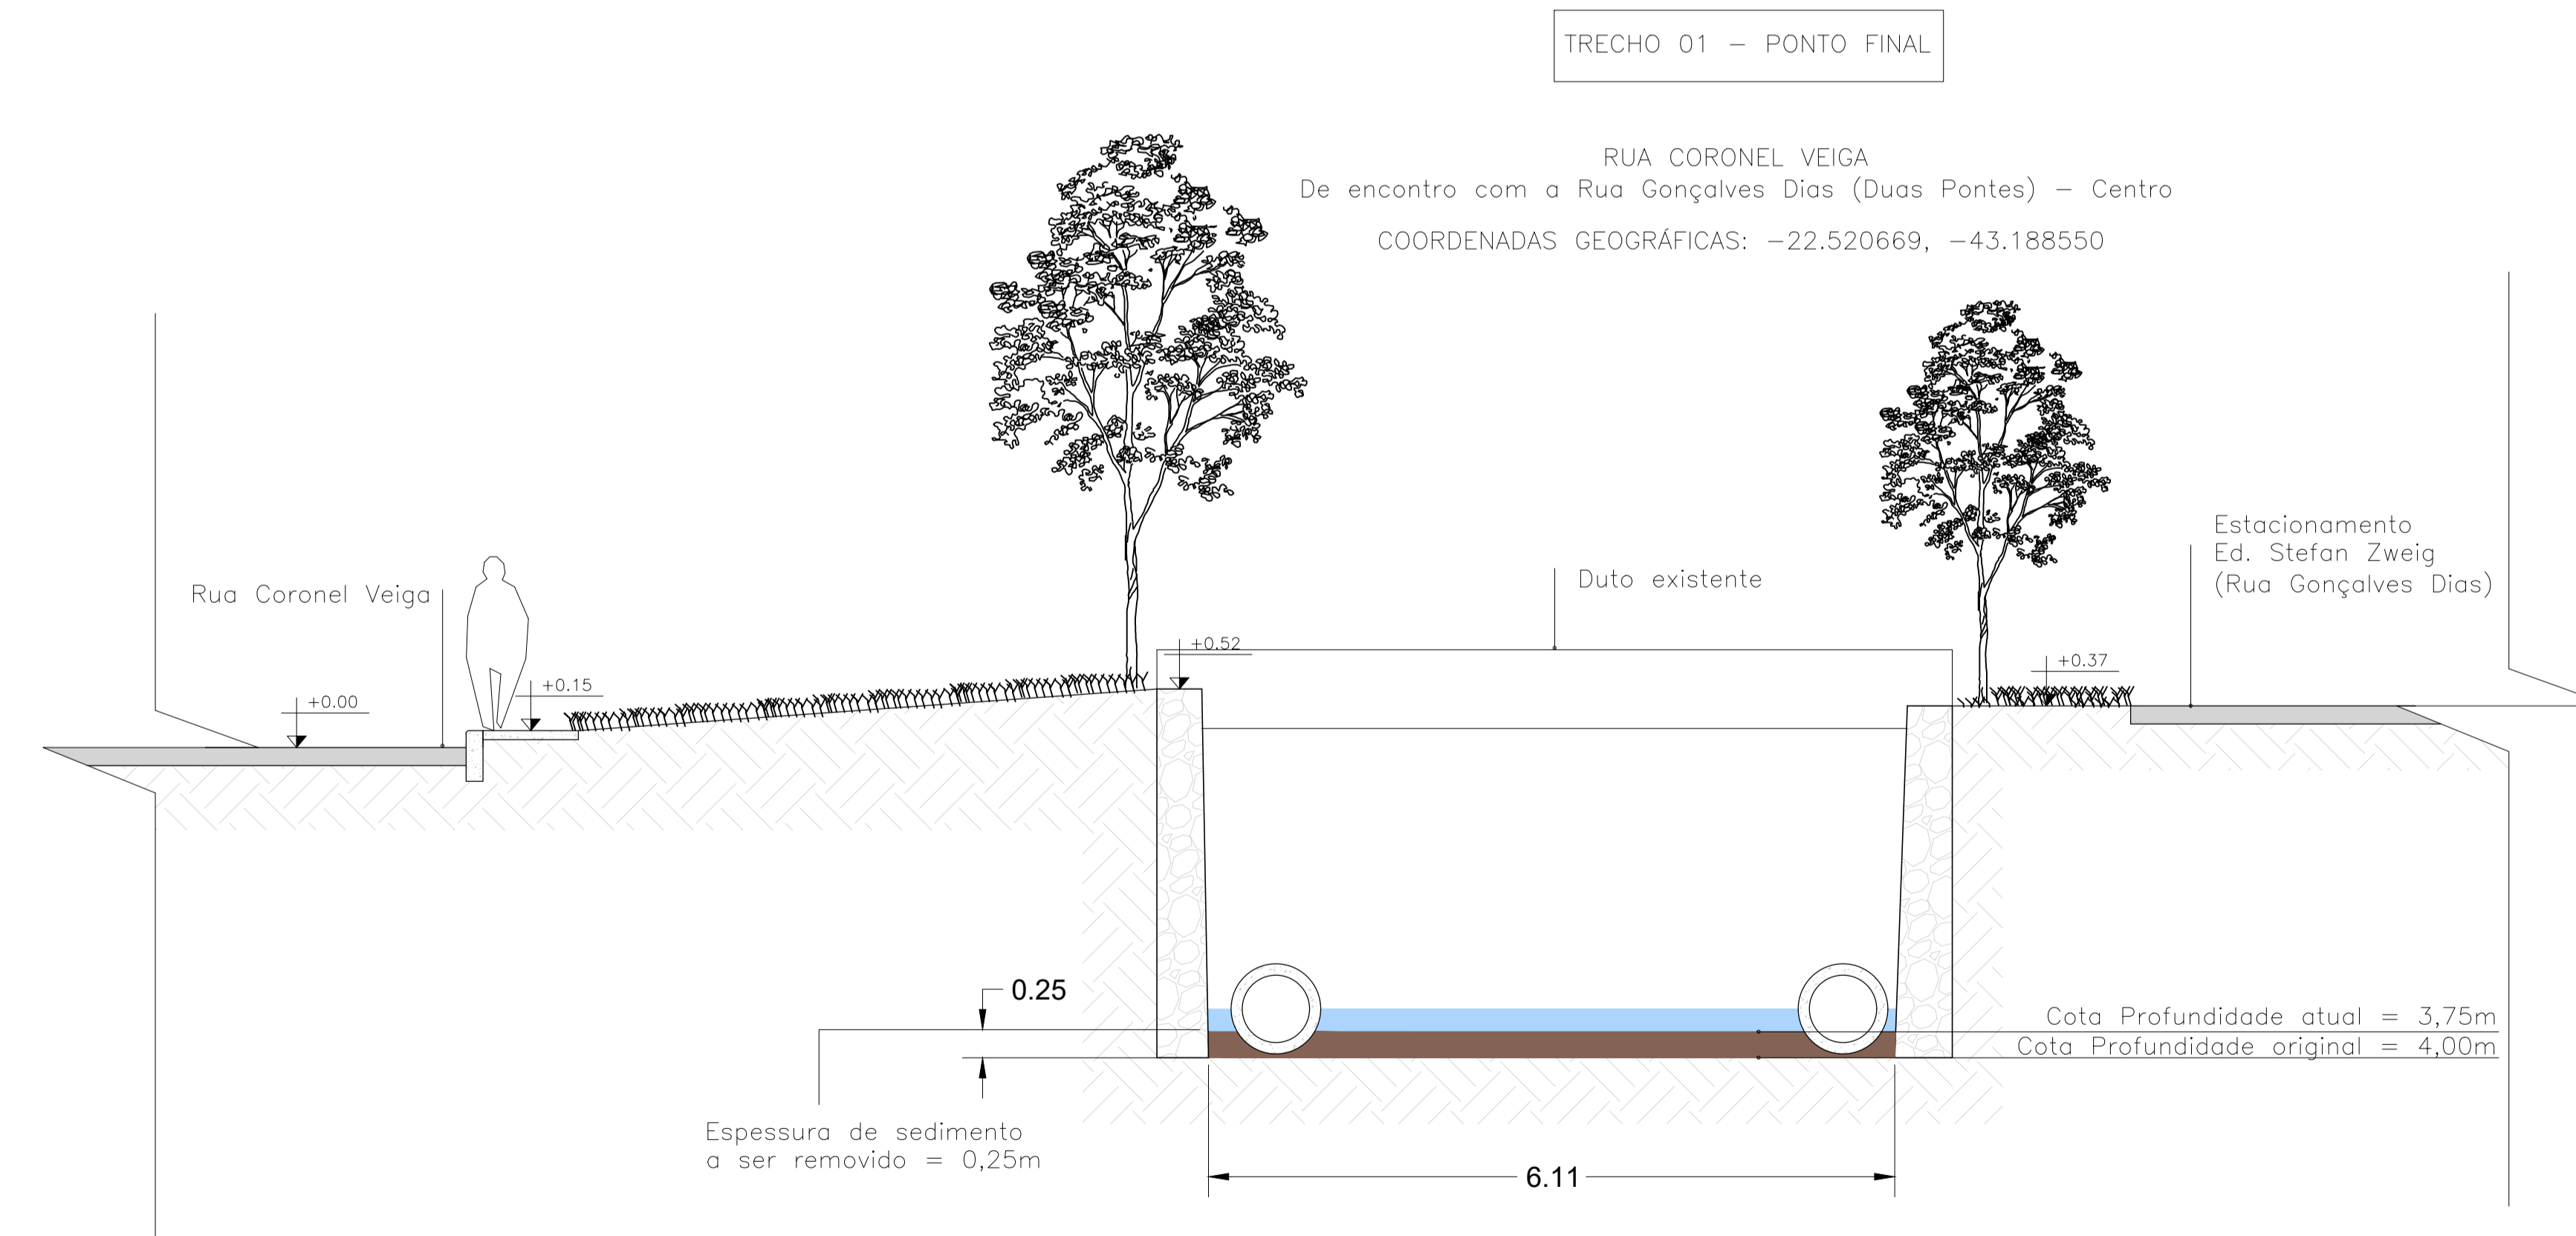 TRECHO 01 - PONTO FINAL
RUA CORONEL VEIGA
De encontro com a Rua Gonçalves Dias (Duas Pontes) - Centro
COORDENADAS GEOGRÁFICAS: -22.520669, -43.188550
Estacionamento
Ed. Stefan Zweig
(Rua Gonçalves Dias)
Duto existente
Rua Coronel Veiga
+0.52
+0.37
+0.15
+0.00
0.25
Cota Profundidade atual = 3,75m
Cota Profundidade original = 4,00m
Espessura de sedimento
a ser removido = 0,25m
6.11